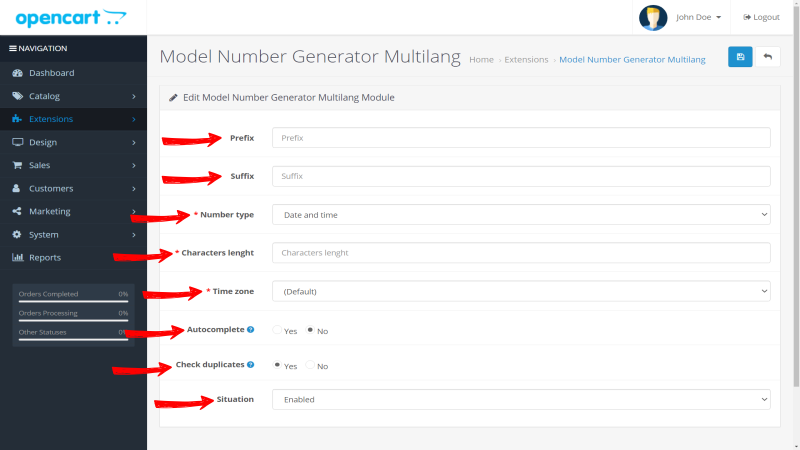 opencart
John Doe
Logout
NAVIGATION
Model Number Generator Multilang
Home › Extensions › Model Number Generator Multilang
Dashboard
Catalog
Extensions
Design
Sales
Customers
Marketing
System
Reports
Orders Completed 0%
Orders Processing 0%
Other Statuses 0%
Edit Model Number Generator Multilang Module
Prefix Prefix
Suffix Suffix
* Number type Date and time
* Characters lenght Characters lenght
* Time zone (Default)
Autocomplete ? Yes No
Check duplicates ? Yes No
Situation Enabled